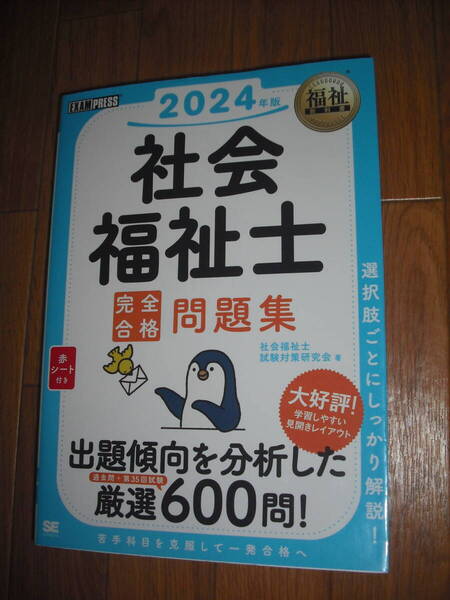 EXAMPRESS
2024年版
福祉
教科書
社会
福祉士
完全
合格
問題集
社会福祉士
試験対策研究会 著
赤
シート
付き
選択肢ごとにしっかり解説!
大好評!
学習しやすい
見開きレイアウト
出題傾向を分析した
過去問+第35回試験
厳選600問!
SE
SHOEISHA
苦手科目を克服して一発合格へ